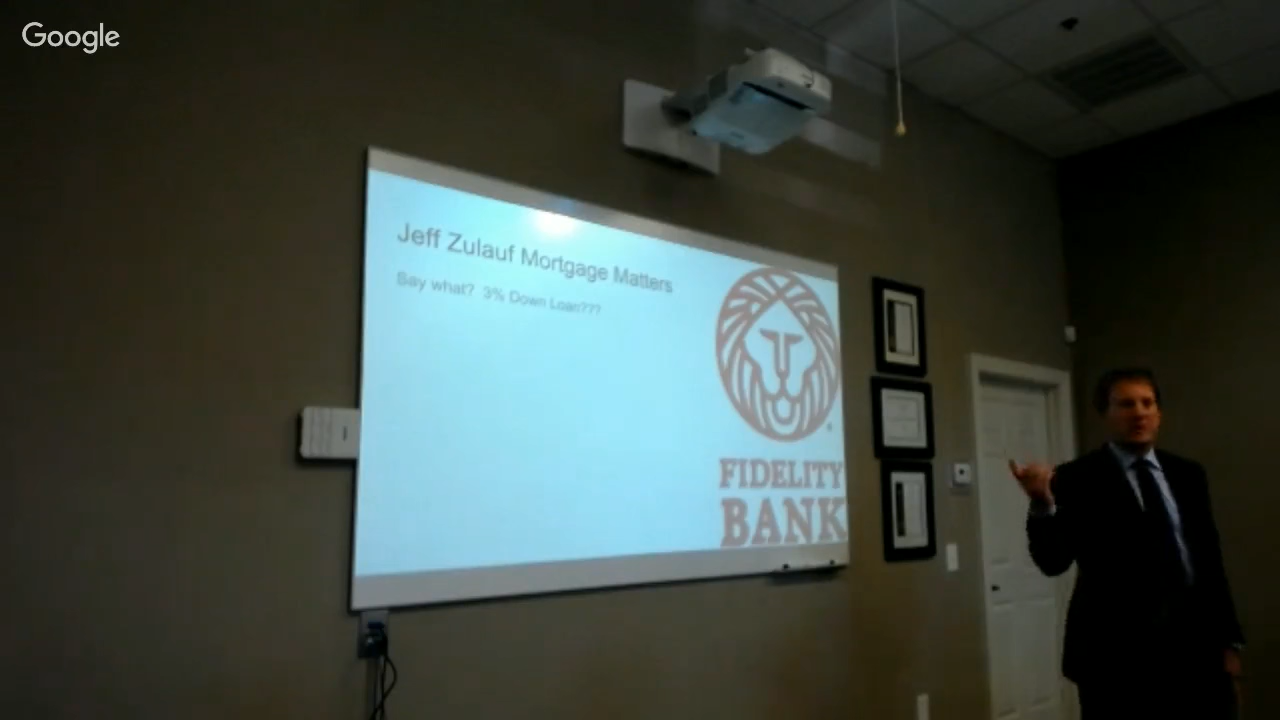 Google
Jeff Zulauf Mortgage Matters
Say what? 3% Down Loan???
FIDELITY
BANK